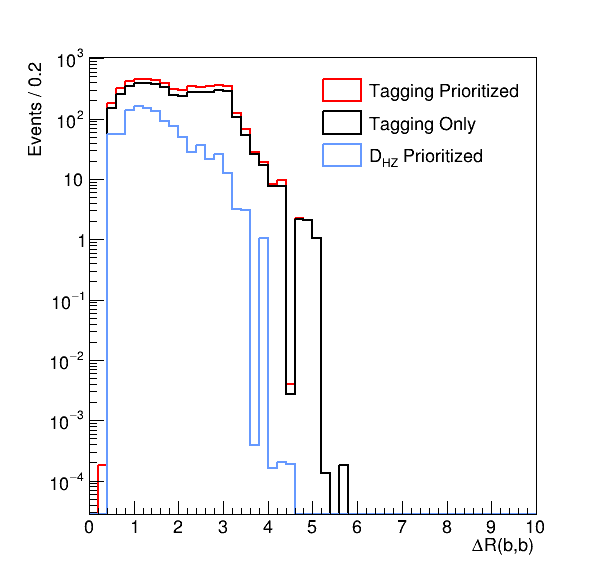 Events / 0.2
10³
10²
10
1
10⁻¹
10⁻²
10⁻³
10⁻⁴
Tagging Prioritized
Tagging Only
D_HZ Prioritized
0 1 2 3 4 5 6 7 8 9 10
ΔR(b,b)